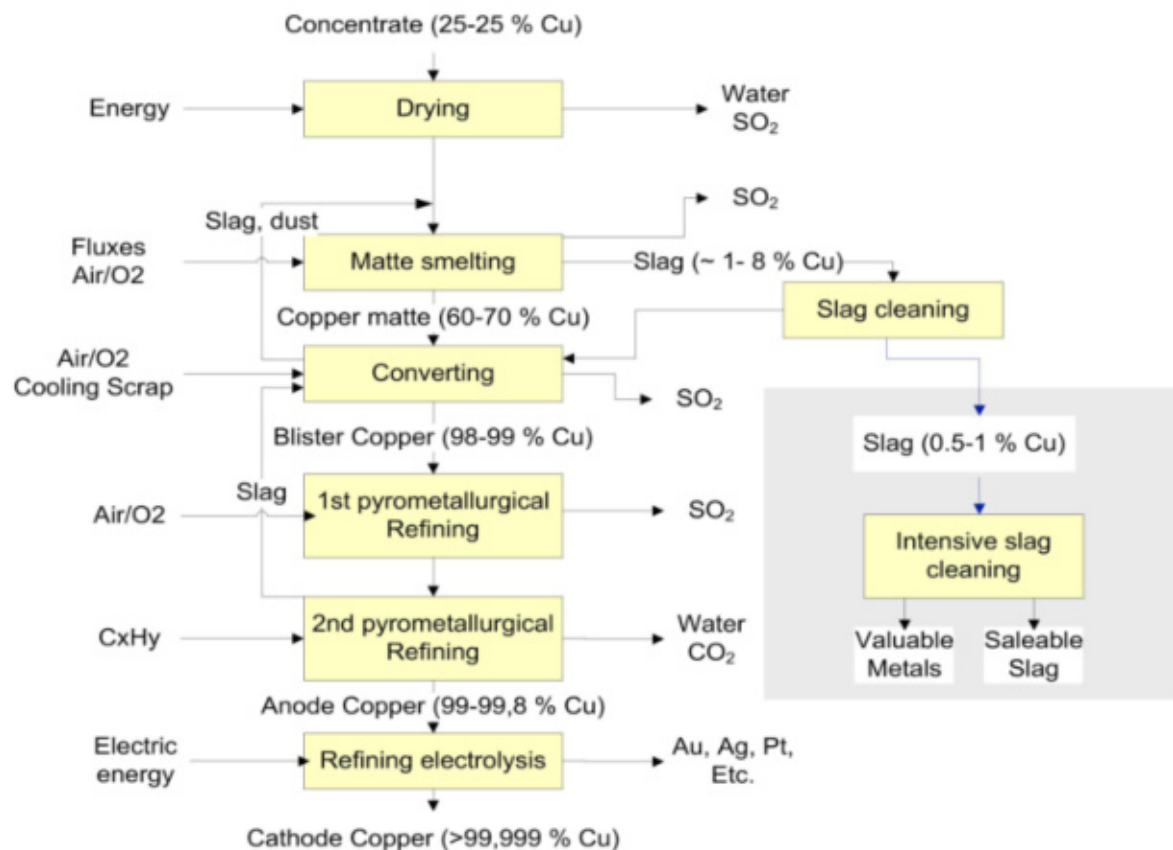 Concentrate (25-25 % Cu)
Energy
Drying
Water
SO₂
SO₂
Slag, dust
Fluxes
Air/O2
Matte smelting
Slag (~ 1- 8 % Cu)
Slag cleaning
Copper matte (60-70 % Cu)
Air/O2
Cooling Scrap
Converting
SO₂
Slag (0.5-1 % Cu)
Blister Copper (98-99 % Cu)
Slag
Air/O2
1st pyrometallurgical
Refining
SO₂
Intensive slag
cleaning
CxHy
2nd pyrometallurgical
Refining
Water
CO₂
Valuable
Metals
Saleable
Slag
Anode Copper (99-99,8 % Cu)
Electric
energy
Refining electrolysis
Au, Ag, Pt,
Etc.
Cathode Copper (>99,999 % Cu)